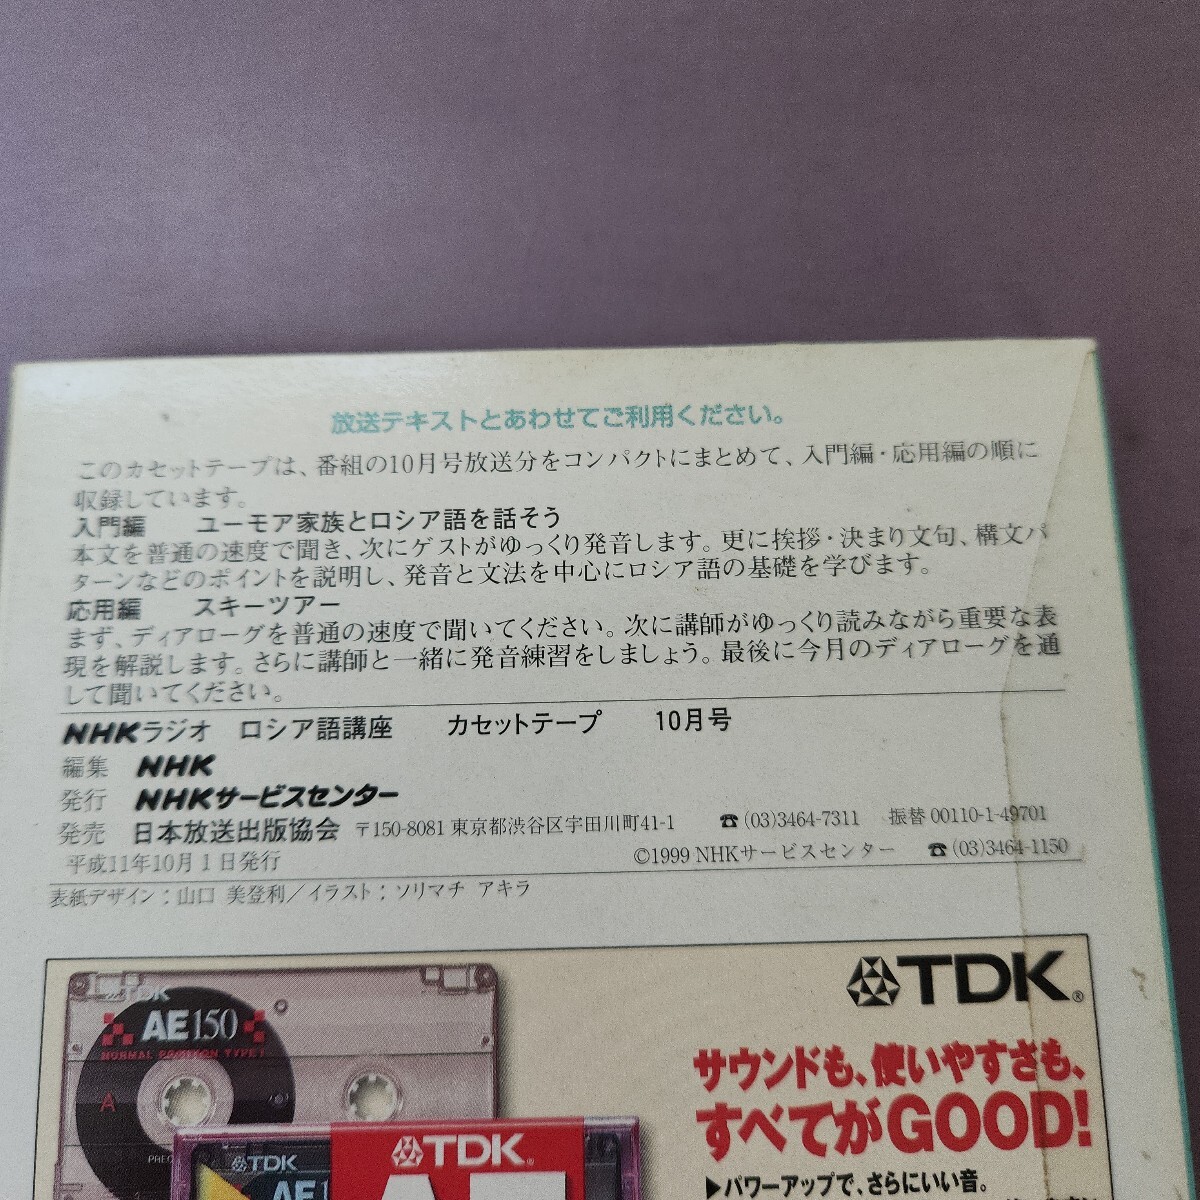 放送テキストとあわせてご利用ください。
このカセットテープは、番組の10月号放送分をコンパクトにまとめて、入門編・応用編の順に
収録しています。
入門編　ユーモア家族とロシア語を話そう
本文を普通の速度で聞き、次にゲストがゆっくり発音します。更に挨拶・決まり文句、構文パ
ターンなどのポイントを説明し、発音と文法を中心にロシア語の基礎を学びます。
応用編　スキーツアー
まず、ディアローグを普通の速度で聞いてください。次に講師がゆっくり読みながら重要な表
現を解説します。さらに講師と一緒に発音練習をしましょう。最後に今月のディアローグを通
して聞いてください。
NHKラジオ　ロシア語講座　カセットテープ　10月号
編集　NHK
発行　NHKサービスセンター
発売　日本放送出版協会　〒150-8081 東京都渋谷区宇田川町41-1　☎(03)3464-7311　振替 00110-1-49701
平成11年10月1日発行　©1999 NHKサービスセンター　☎(03)3464-1150
表紙デザイン：山口 美登利／イラスト：ソリマチ アキラ
TDK®
TDK
AE150
NORMAL POSITION TYPE I
A
サウンドも、使いやすさも、
すべてがGOOD!
▶パワーアップで、さらにいい音。
TDK
TDK